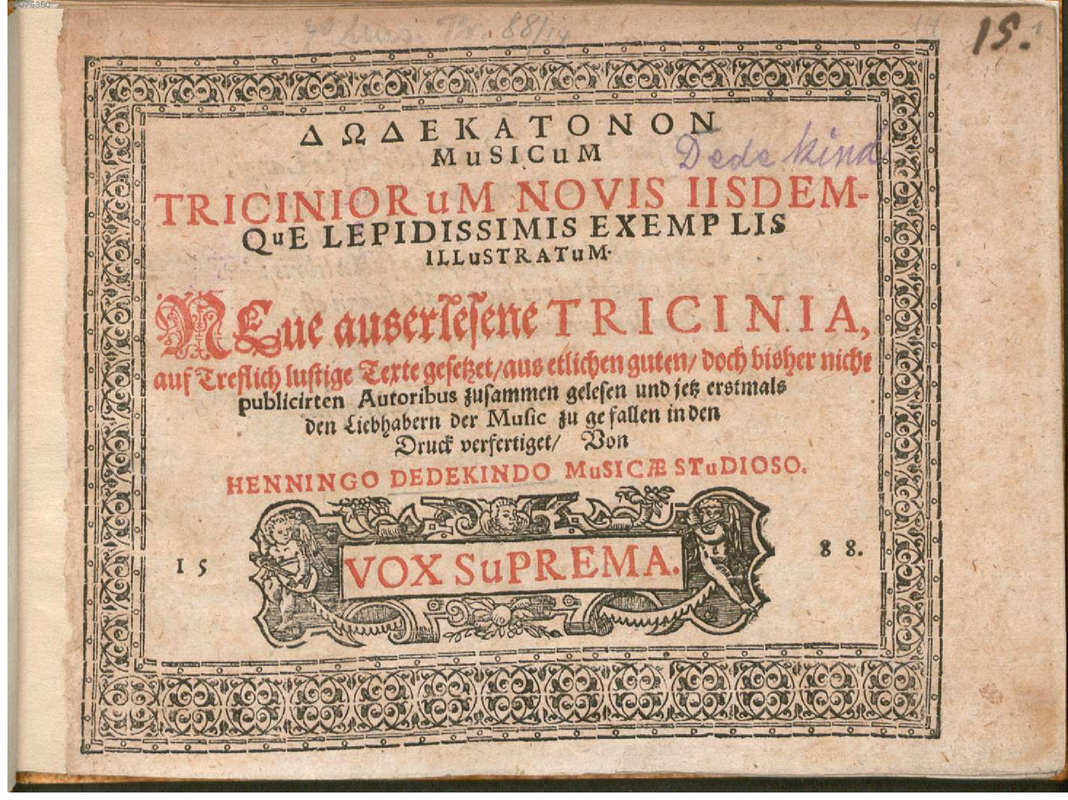 88/14
15.
ΔΩΔΕΚΑΤΟΝΟΝ
MuSICuM
Dedekind
TRICINIORuM NOVIS IISDEM-
QuE LEPIDISSIMIS EXEMPLIS
ILLuSTRATuM.
NEue auserlesene TRICINIA,
auf Treflich lustige Texte gesetzet/aus etlichen guten/doch bisher nicht
publicirten Autoribus zusammen gelesen und jetz erstmals
den Liebhabern der Music zu gefallen in den
Druck verfertiget/ Von
HENNINGO DEDEKINDO MuSICÆ STuDIOSO.
15 88.
VOX SuPREMA.